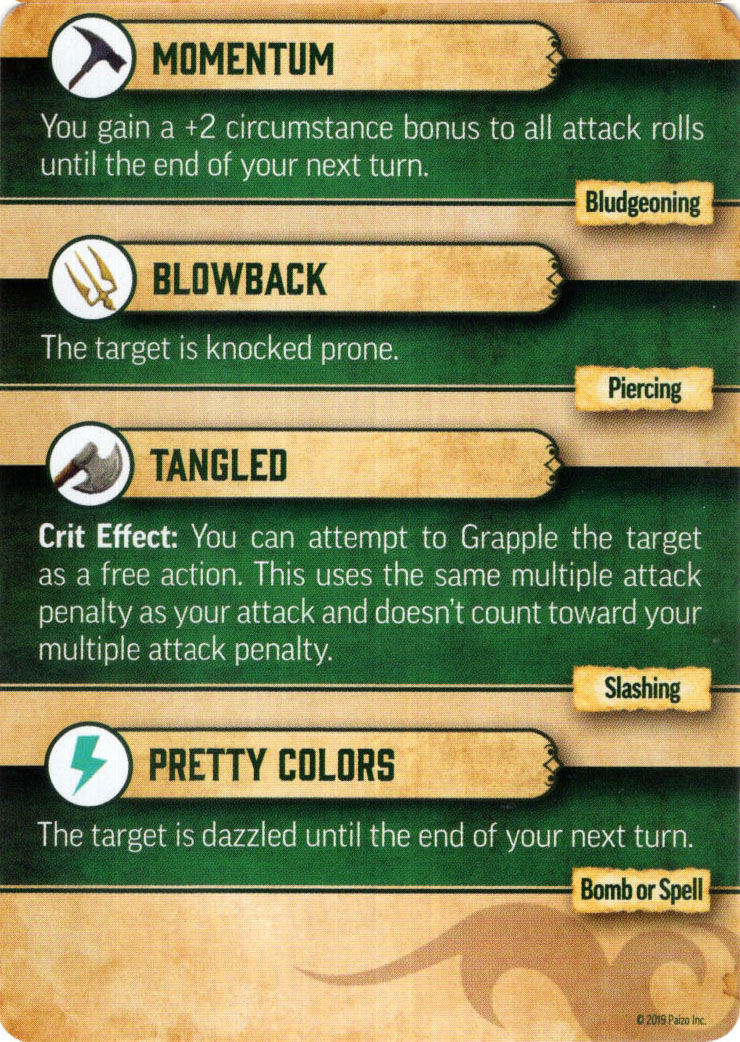 MOMENTUM
You gain a +2 circumstance bonus to all attack rolls
until the end of your next turn.
Bludgeoning
BLOWBACK
The target is knocked prone.
Piercing
TANGLED
Crit Effect: You can attempt to Grapple the target
as a free action. This uses the same multiple attack
penalty as your attack and doesn't count toward your
multiple attack penalty.
Slashing
PRETTY COLORS
The target is dazzled until the end of your next turn.
Bomb or Spell
© 2019 Paizo Inc.